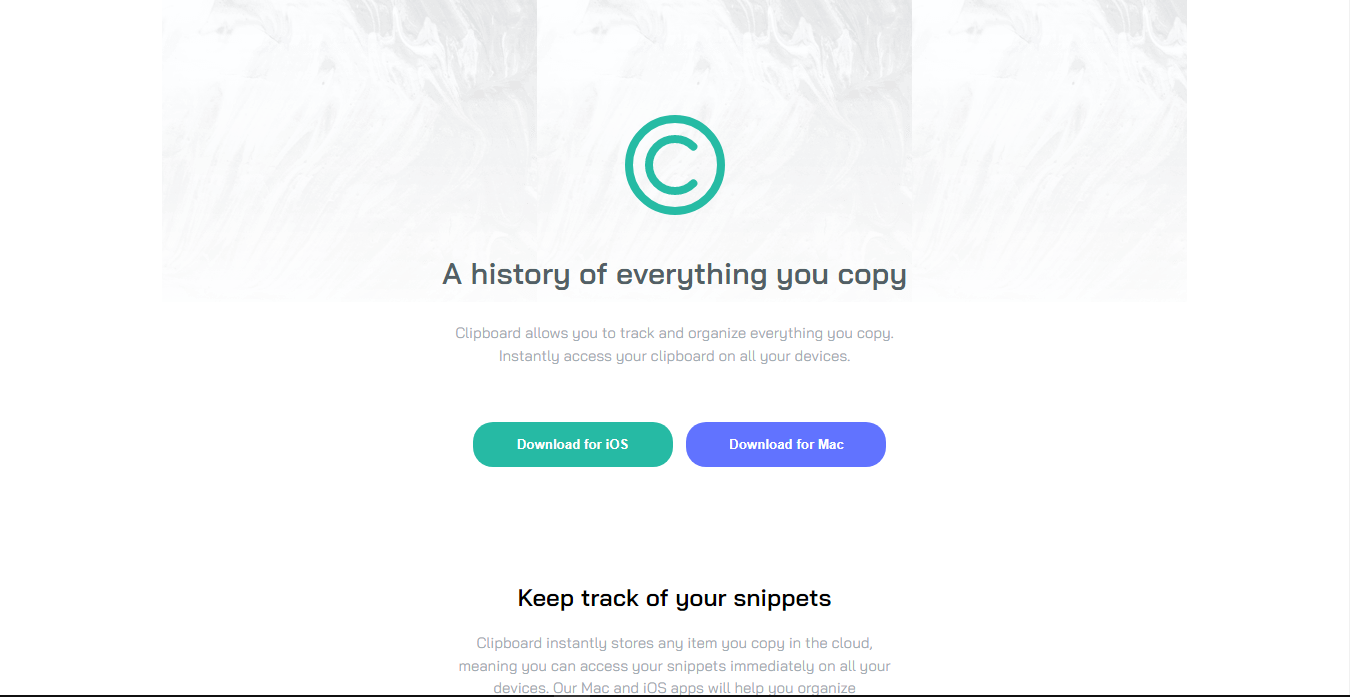 A history of everything you copy
Clipboard allows you to track and organize everything you copy.
Instantly access your clipboard on all your devices.
Download for iOS
Download for Mac
Keep track of your snippets
Clipboard instantly stores any item you copy in the cloud,
meaning you can access your snippets immediately on all your
devices. Our Mac and iOS apps will help you organize